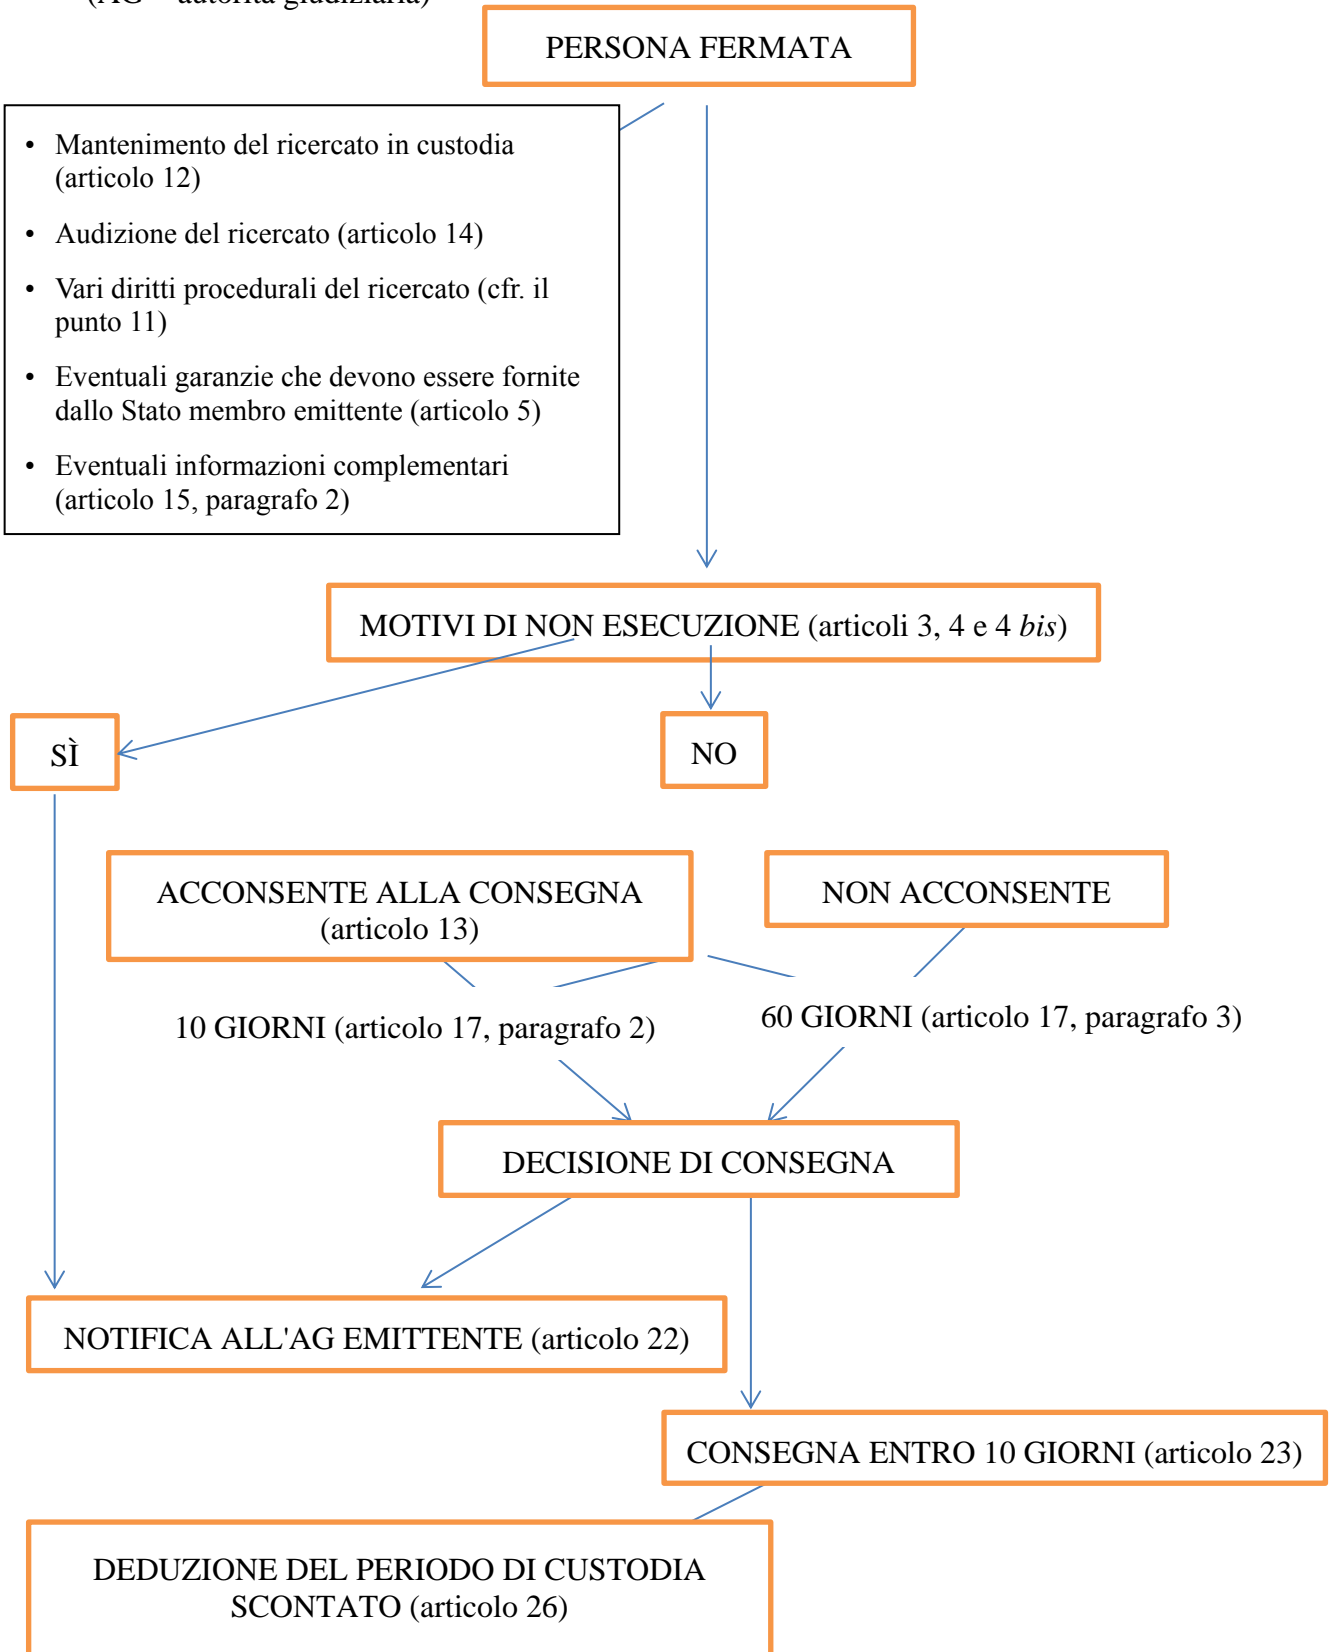 (AG = autorità giudiziaria)
PERSONA FERMATA
• Mantenimento del ricercato in custodia
(articolo 12)
• Audizione del ricercato (articolo 14)
• Vari diritti procedurali del ricercato (cfr. il
punto 11)
• Eventuali garanzie che devono essere fornite
dallo Stato membro emittente (articolo 5)
• Eventuali informazioni complementari
(articolo 15, paragrafo 2)
MOTIVI DI NON ESECUZIONE (articoli 3, 4 e 4 bis)
SÌ
NO
ACCONSENTE ALLA CONSEGNA
(articolo 13)
NON ACCONSENTE
10 GIORNI (articolo 17, paragrafo 2)
60 GIORNI (articolo 17, paragrafo 3)
DECISIONE DI CONSEGNA
NOTIFICA ALL'AG EMITTENTE (articolo 22)
CONSEGNA ENTRO 10 GIORNI (articolo 23)
DEDUZIONE DEL PERIODO DI CUSTODIA
SCONTATO (articolo 26)